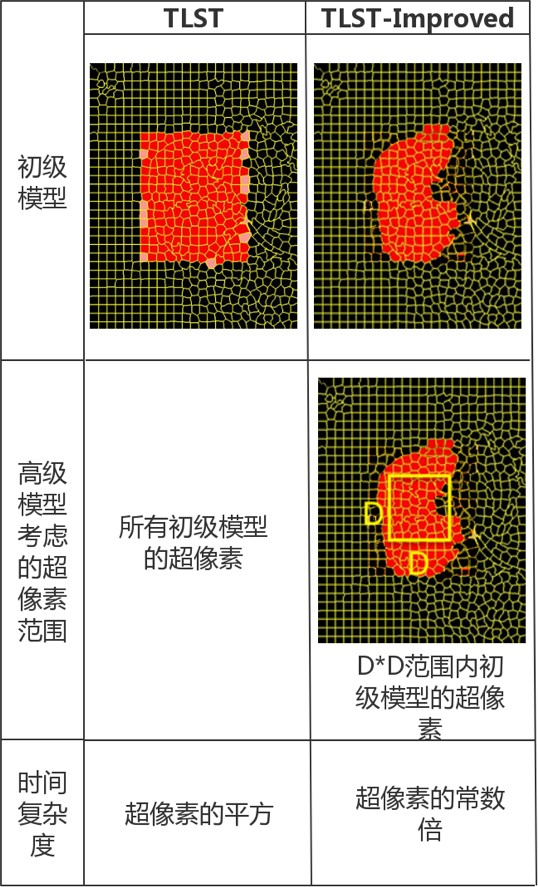 TLST
TLST-Improved
初级
模型
高级
模型
考虑
的超
像素
范围
所有初级模型
的超像素
D
D
D*D范围内初
级模型的超像
素
时间
复杂
度
超像素的平方
超像素的常数
倍